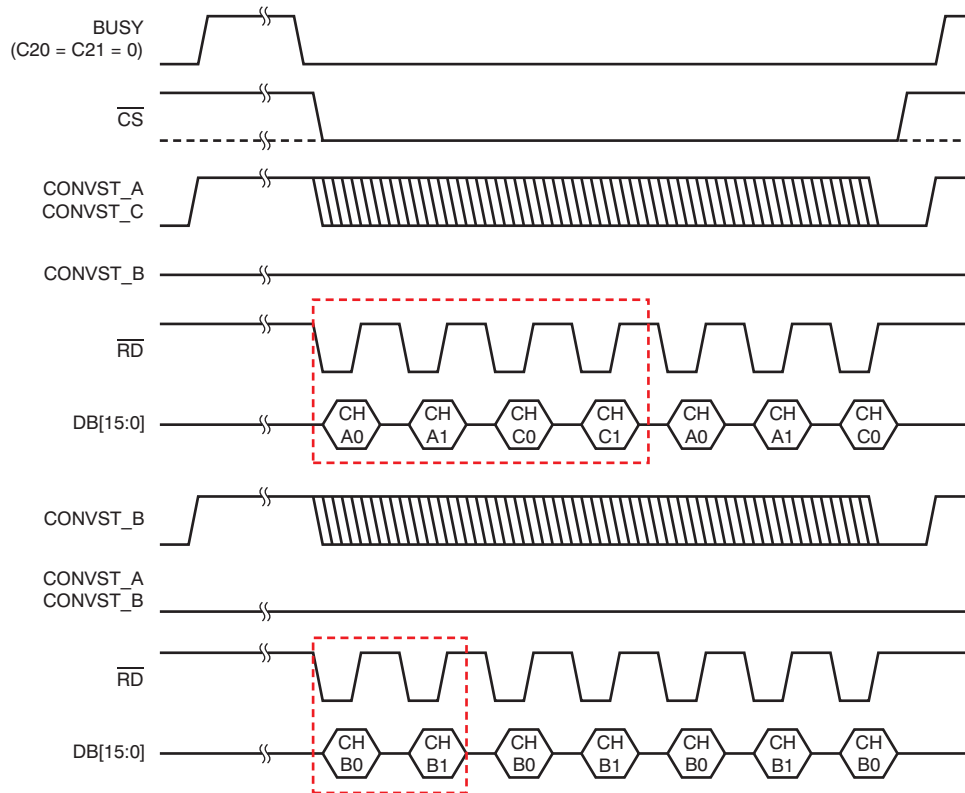 BUSY
(C20 = C21 = 0)
CS
CONVST_A
CONVST_C
CONVST_B
RD
DB[15:0]
CH A0 CH A1 CH C0 CH C1 CH A0 CH A1 CH C0
CONVST_B
CONVST_A
CONVST_B
RD
DB[15:0]
CH B0 CH B1 CH B0 CH B1 CH B0 CH B1 CH B0